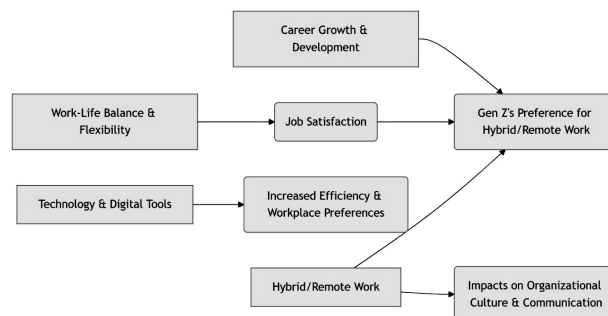 Career Growth &
Development
Work-Life Balance &
Flexibility
Job Satisfaction
Gen Z's Preference for
Hybrid/Remote Work
Technology & Digital Tools
Increased Efficiency &
Workplace Preferences
Hybrid/Remote Work
Impacts on Organizational
Culture & Communication